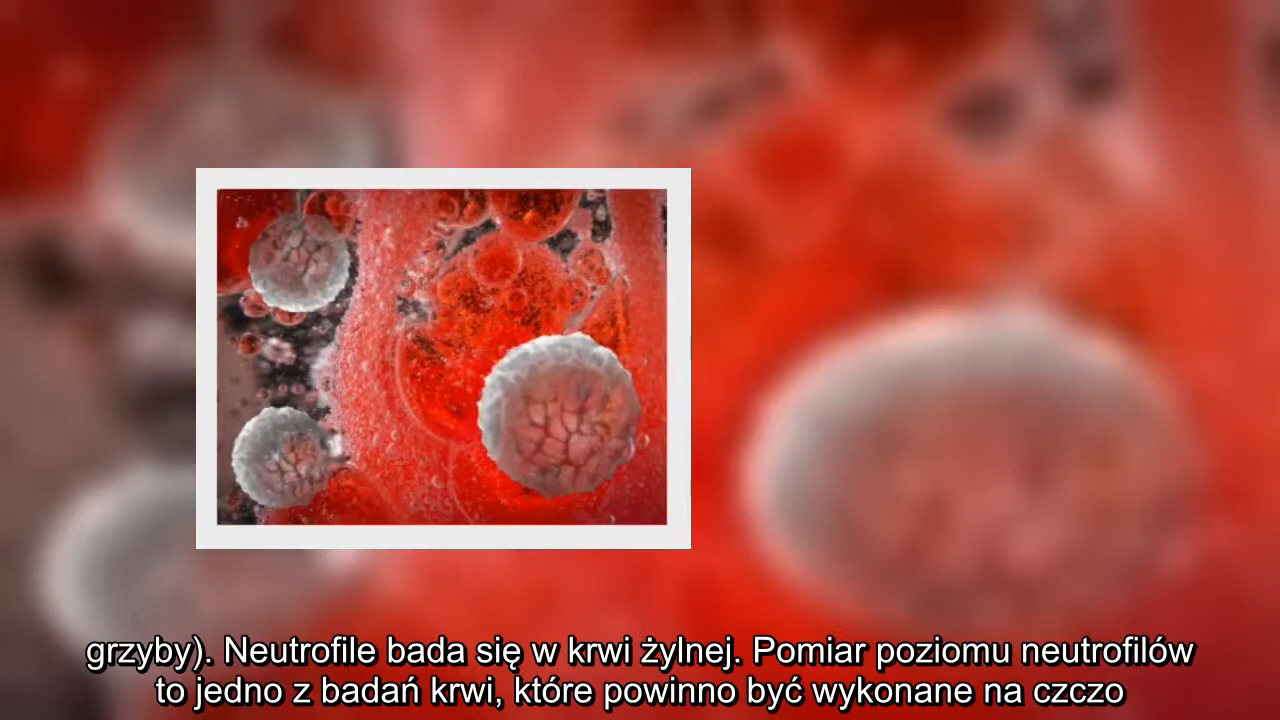 grzyby). Neutrofile bada się w krwi żylnej. Pomiar poziomu neutrofilów
to jedno z badań krwi, które powinno być wykonane na czczo